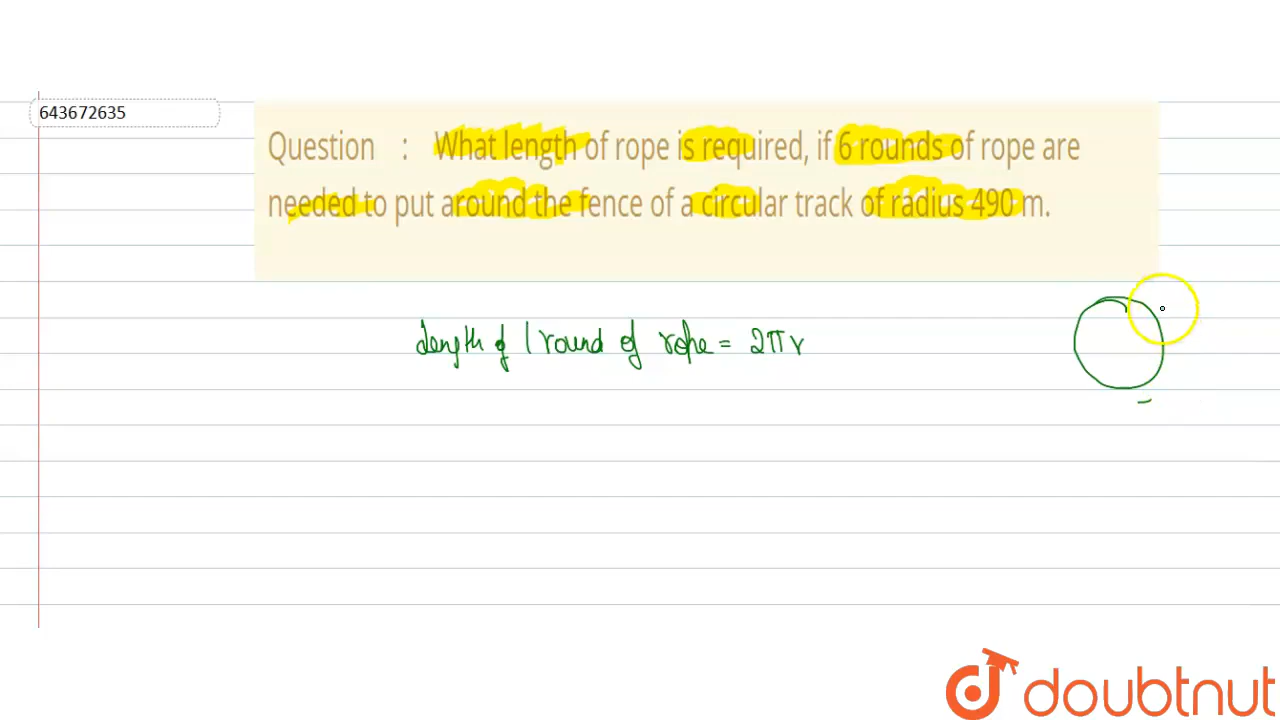 643672635
Question : What length of rope is required, if 6 rounds of rope are
needed to put around the fence of a circular track of radius 490 m.
Length of 1 round of rope = 2πr
doubtnut